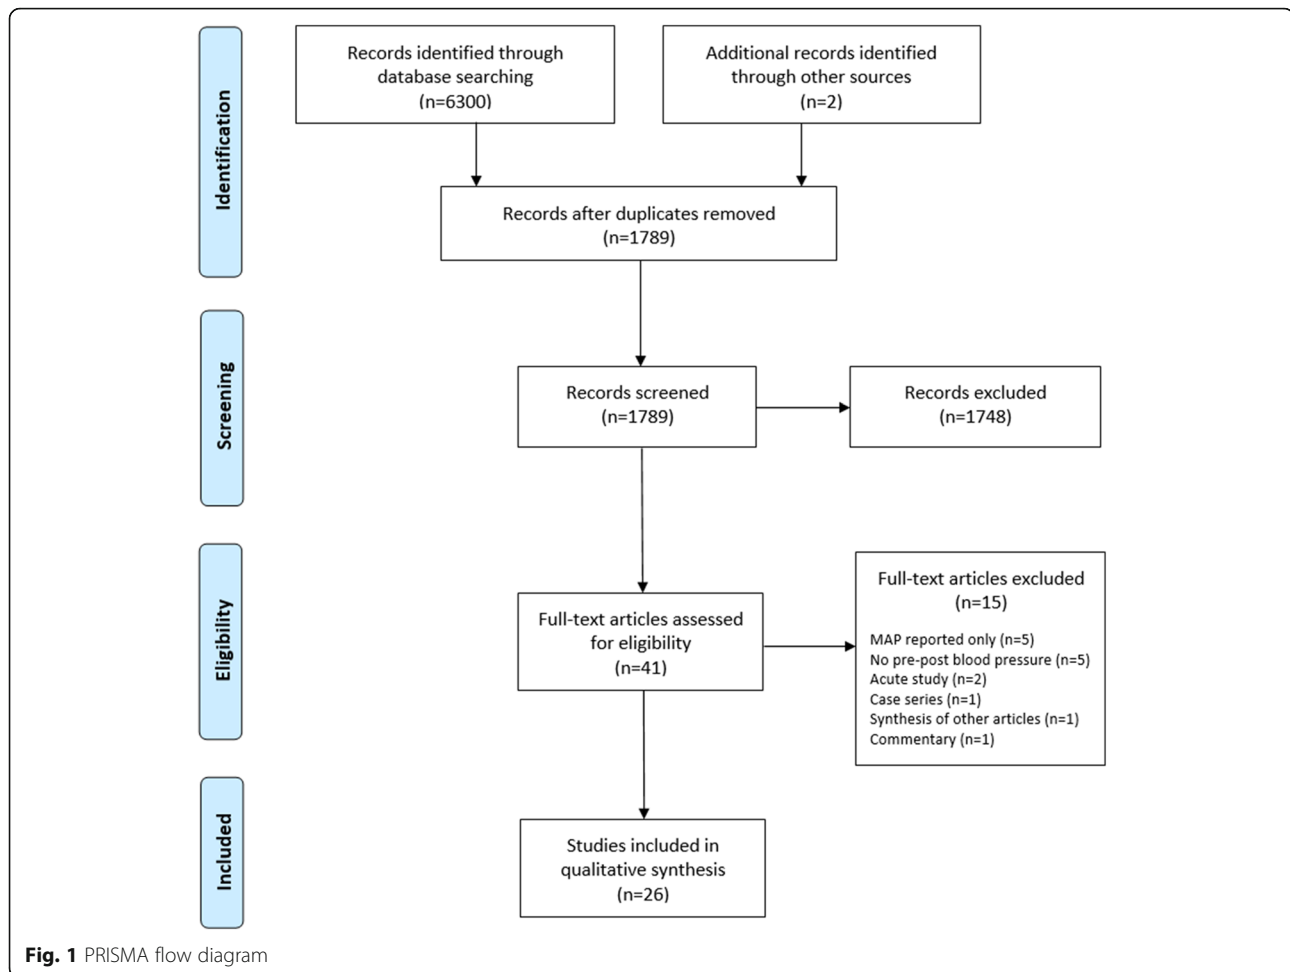 Identification
Records identified through
database searching
(n=6300)
Additional records identified
through other sources
(n=2)
Records after duplicates removed
(n=1789)
Screening
Records screened
(n=1789)
Records excluded
(n=1748)
Eligibility
Full-text articles assessed
for eligibility
(n=41)
Full-text articles excluded
(n=15)
MAP reported only (n=5)
No pre-post blood pressure (n=5)
Acute study (n=2)
Case series (n=1)
Synthesis of other articles (n=1)
Commentary (n=1)
Included
Studies included in
qualitative synthesis
(n=26)
Fig. 1 PRISMA flow diagram